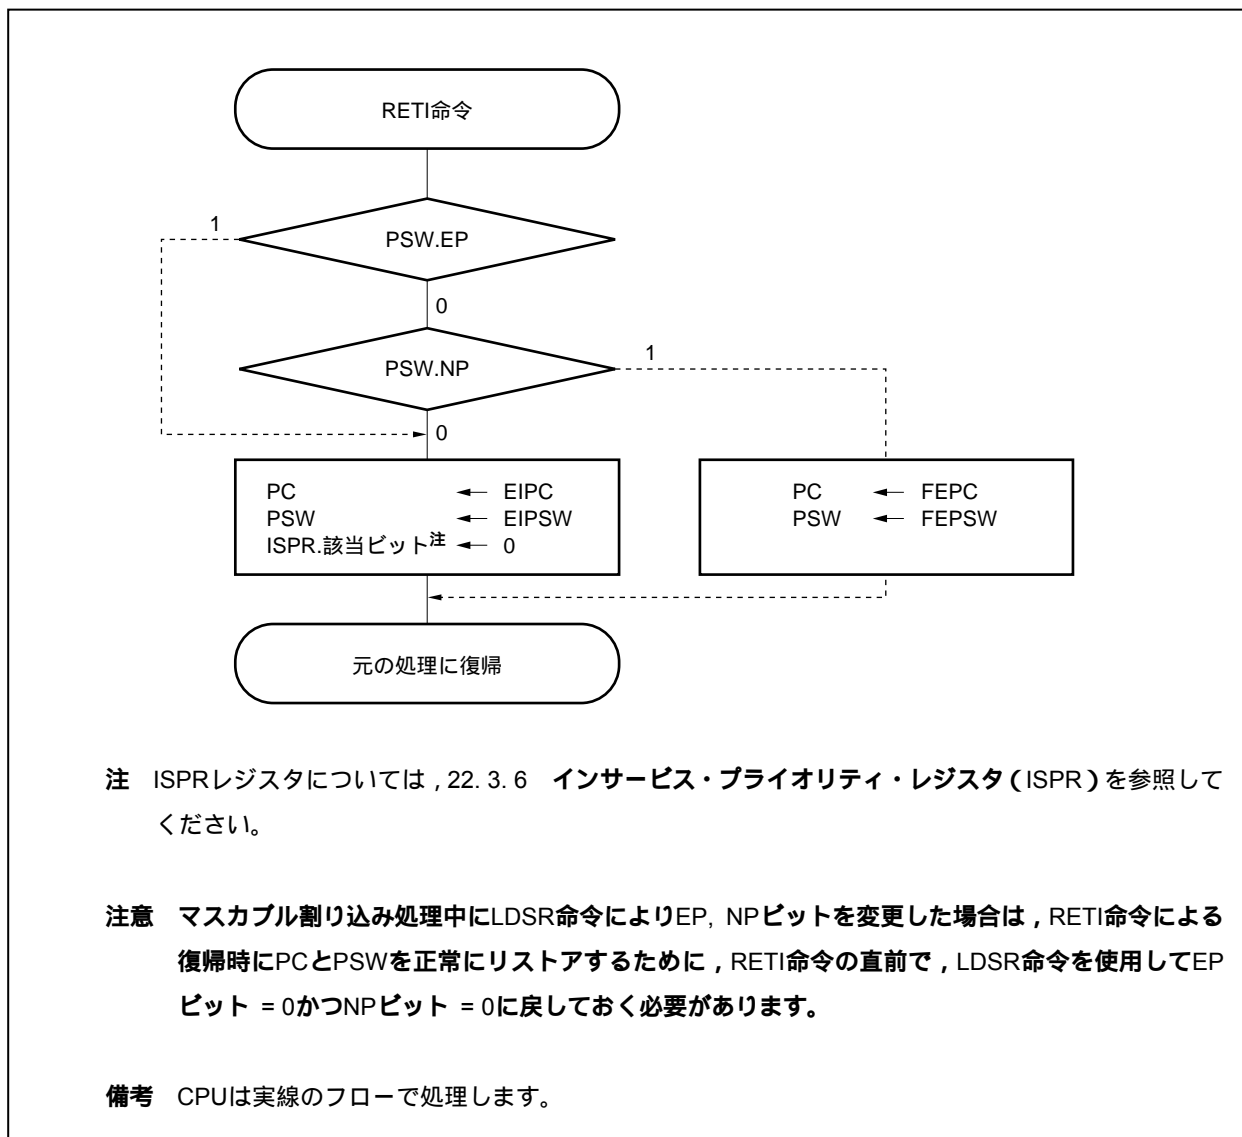 RETI命令
1
PSW.EP
0
PSW.NP
1
0
PC ← EIPC
PSW ← EIPSW
ISPR.該当ビット注 ← 0
PC ← FEPC
PSW ← FEPSW
元の処理に復帰
注 ISPRレジスタについては，22. 3. 6 インサービス・プライオリティ・レジスタ（ISPR）を参照して
ください。
注意 マスカブル割り込み処理中にLDSR命令によりEP, NPビットを変更した場合は，RETI命令による
復帰時にPCとPSWを正常にリストアするために，RETI命令の直前で，LDSR命令を使用してEP
ビット = 0かつNPビット = 0に戻しておく必要があります。
備考 CPUは実線のフローで処理します。